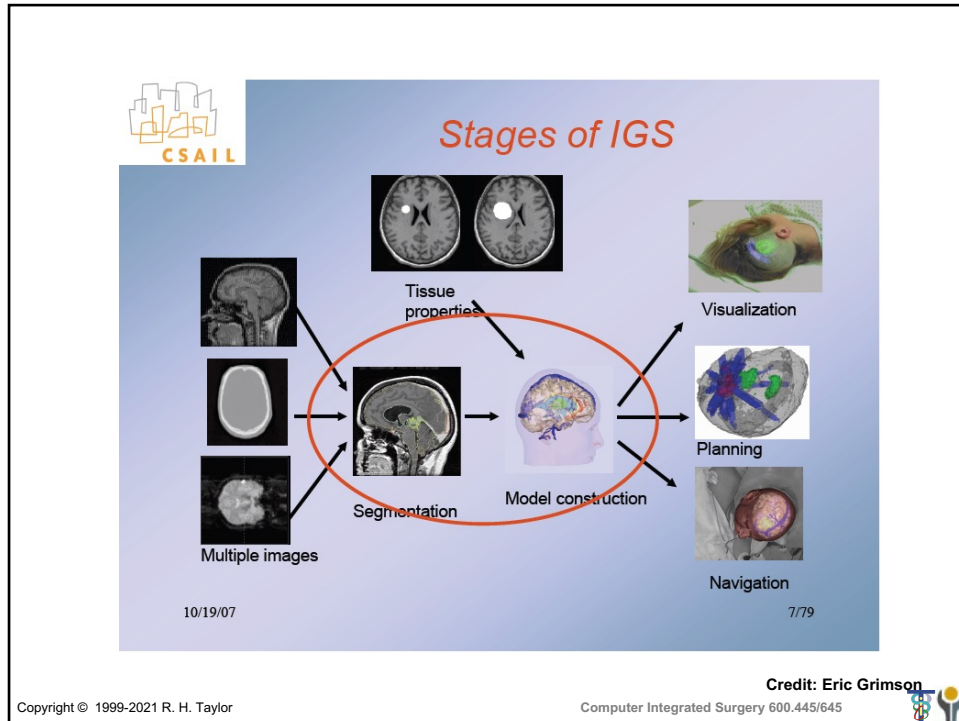 CSAIL
Stages of IGS
Tissue
properties
Visualization
Planning
Model construction
Segmentation
Multiple images
Navigation
10/19/07
7/79
Credit: Eric Grimson
Copyright © 1999-2021 R. H. Taylor
Computer Integrated Surgery 600.445/645